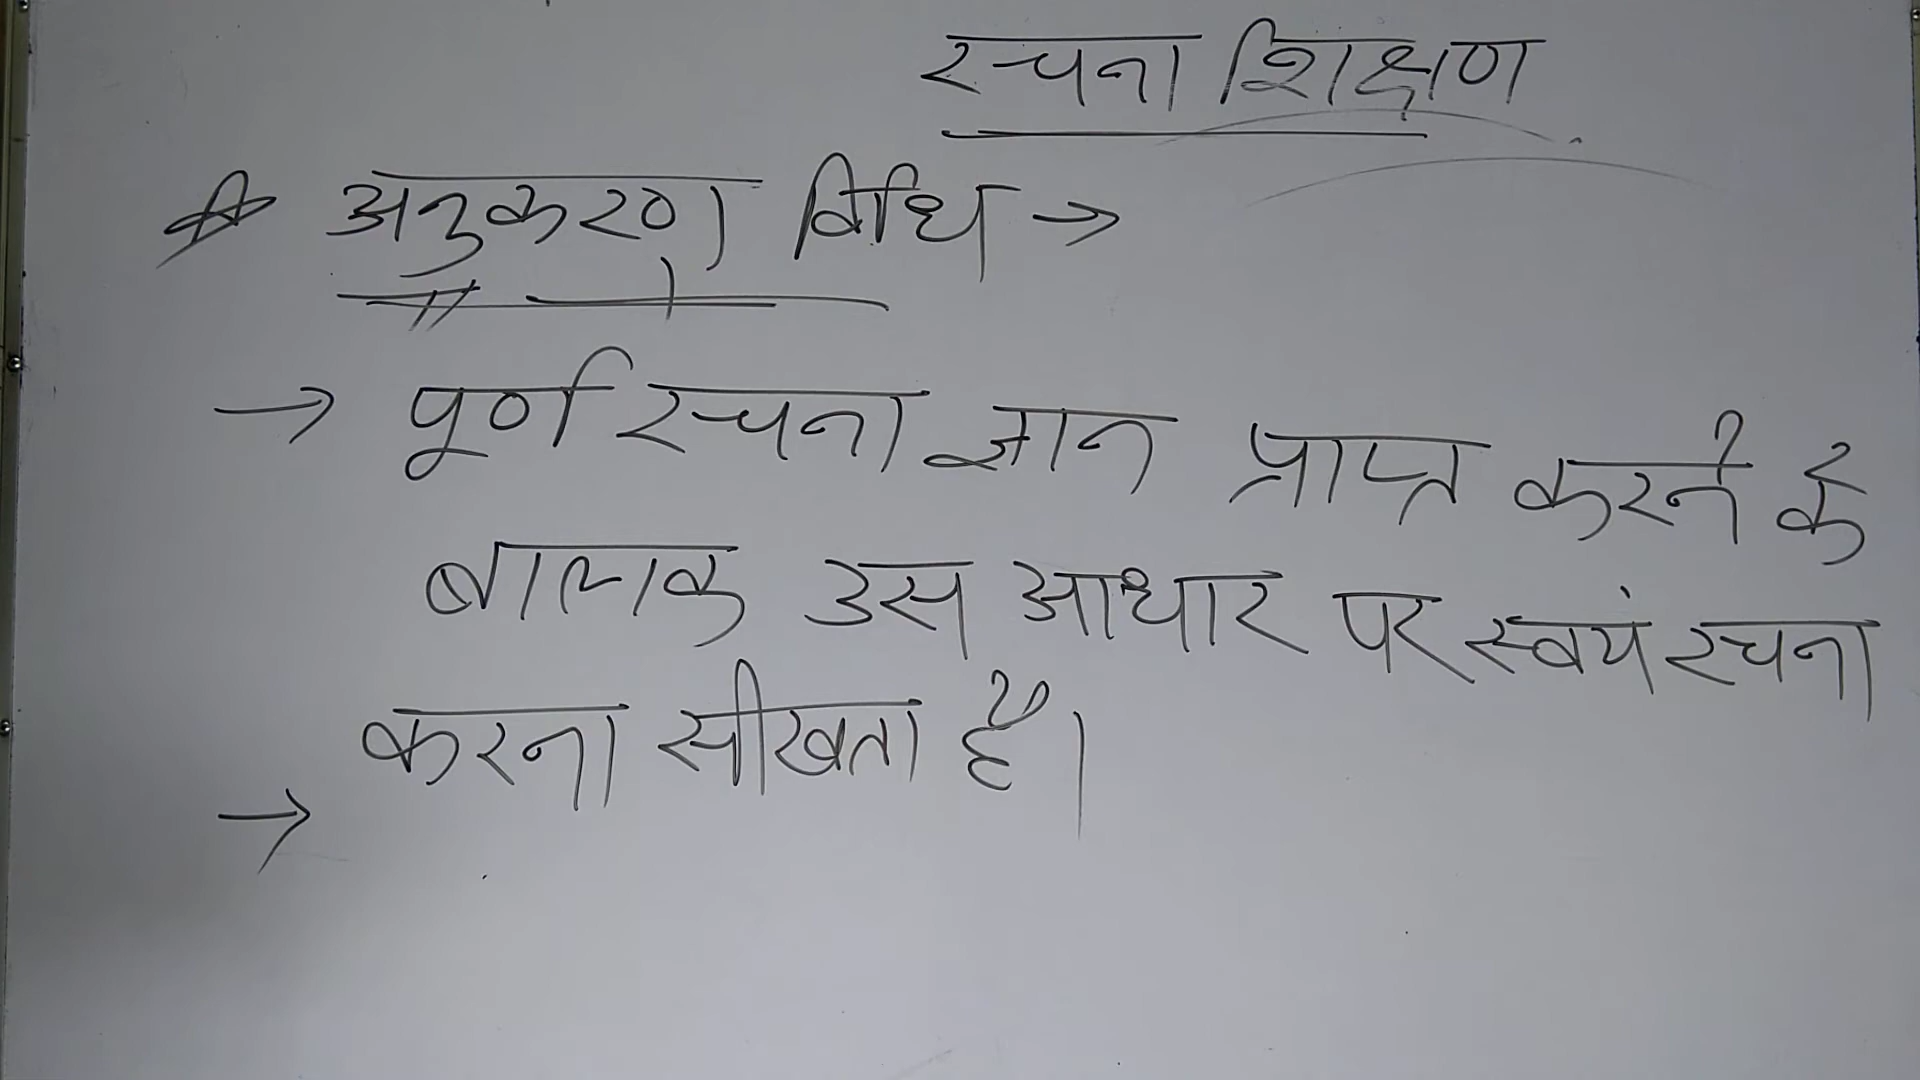 रचना शिक्षण
* अनुकरण विधि →
→ पूर्ण रचना ज्ञान प्राप्त करने के
बालक उस आधार पर स्वयं रचना
करना सीखता है।
→